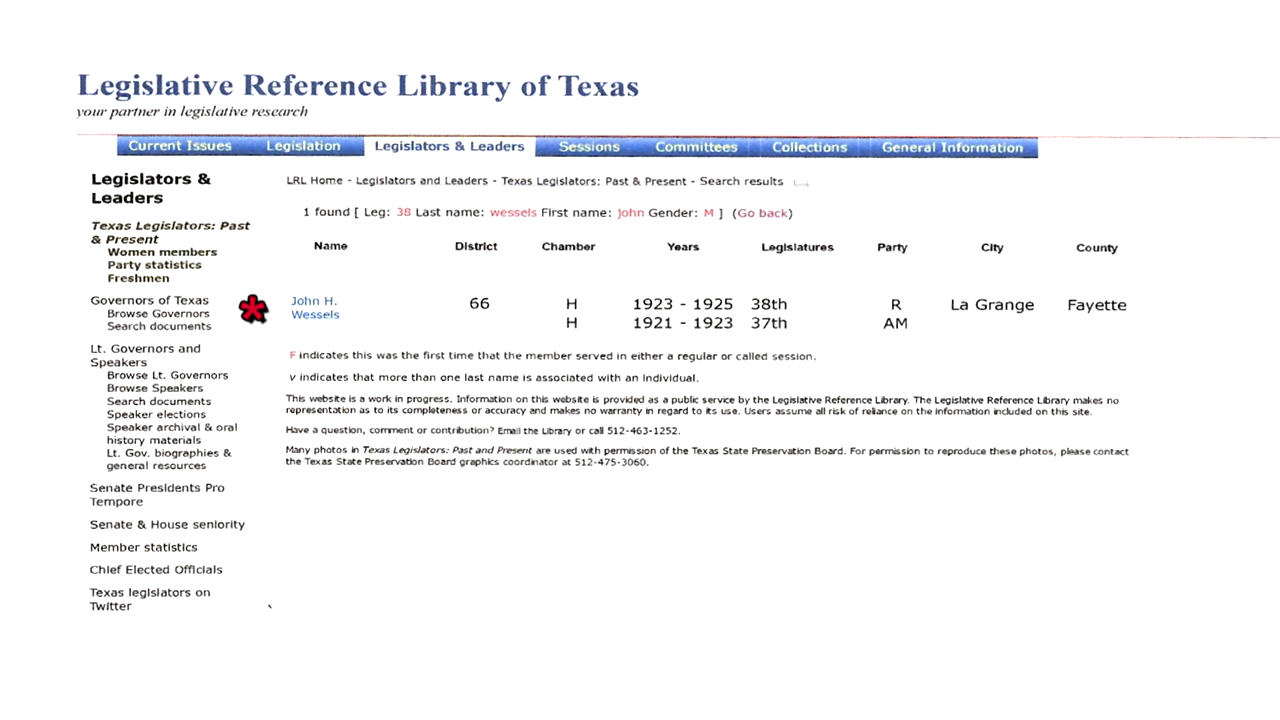 Legislative Reference Library of Texas
your partner in legislative research
Current Issues Legislation Legislators & Leaders Sessions Committees Collections General Information
Legislators &
Leaders
Texas Legislators: Past
& Present
Women members
Party statistics
Freshmen
Governors of Texas
Browse Governors
Search documents
Lt. Governors and
Speakers
Browse Lt. Governors
Browse Speakers
Search documents
Speaker elections
Speaker archival & oral
history materials
Lt. Gov. biographies &
general resources
Senate Presidents Pro
Tempore
Senate & House seniority
Member statistics
Chief Elected Officials
Texas legislators on
Twitter
LRL Home - Legislators and Leaders - Texas Legislators: Past & Present - Search results
1 found [ Leg: 38 Last name: wessels First name: john Gender: M ] (Go back)
Name District Chamber Years Legislatures Party City County
John H.
Wessels
66 H 1923 - 1925 38th R La Grange Fayette
H 1921 - 1923 37th AM
F indicates this was the first time that the member served in either a regular or called session.
v indicates that more than one last name is associated with an individual.
This website is a work in progress. Information on this website is provided as a public service by the Legislative Reference Library. The Legislative Reference Library makes no
representation as to its completeness or accuracy and makes no warranty in regard to its use. Users assume all risk of reliance on the information included on this site.
Have a question, comment or contribution? Email the Library or call 512-463-1252.
Many photos in Texas Legislators: Past and Present are used with permission of the Texas State Preservation Board. For permission to reproduce these photos, please contact
the Texas State Preservation Board graphics coordinator at 512-475-3060.